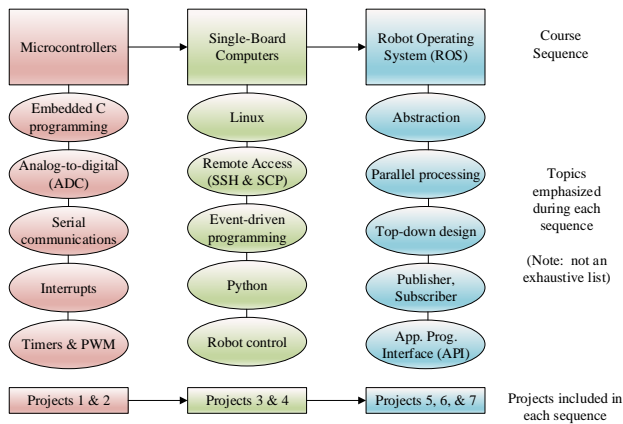 Microcontrollers
Single-Board
Computers
Robot Operating
System (ROS)
Course
Sequence
Embedded C
programming
Linux
Abstraction
Analog-to-digital
(ADC)
Remote Access
(SSH & SCP)
Parallel processing
Topics
emphasized
during each
sequence
(Note: not an
exhaustive list)
Serial
communications
Event-driven
programming
Top-down design
Interrupts
Python
Publisher,
Subscriber
Timers & PWM
Robot control
App. Prog.
Interface (API)
Projects 1 & 2
Projects 3 & 4
Projects 5, 6, & 7
Projects included in
each sequence